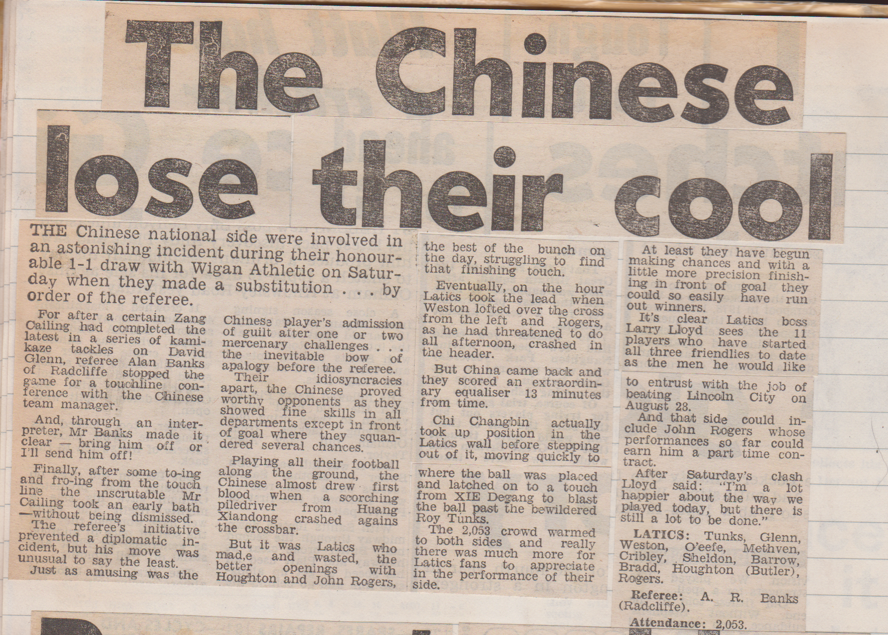 The Chinese
lose their cool
THE Chinese national side were involved in
an astonishing incident during their honour-
able 1-1 draw with Wigan Athletic on Satur-
day when they made a substitution . . . by
order of the referee.
For after a certain Zang
Cailing had completed the
latest in a series of kami-
kaze tackles on David
Glenn, referee Alan Banks
of Radcliffe stopped the
game for a touchline con-
ference with the Chinese
team manager.
And, through an inter-
preter, Mr Banks made it
clear — bring him off or
I'll send him off!
Finally, after some to-ing
and fro-ing from the touch
line the inscrutable Mr
Cailing took an early bath
—without being dismissed.
The referee's initiative
prevented a diplomatic in-
cident, but his move was
unusual to say the least.
Just as amusing was the
Chinese player's admission
of guilt after one or two
mercenary challenges . . .
the inevitable bow of
apalogy before the referee.
Their idiosyncracies
apart, the Chinese proved
worthy opponents as they
showed fine skills in all
departments except in front
of goal where they squan-
dered several chances.
Playing all their football
along the ground, the
Chinese almost drew first
blood when a scorching
piledriver from Huang
Xiandong crashed agains
the crossbar.
But it was Latics who
mad.e and wasted, the
better openings with
Houghton and John Rogers,
the best of the bunch on
the day, struggling to find
that finishing touch.
Eventually, on the hour
Latics took the lead when
Weston lofted over the cross
from the left and Rogers,
as he had threatened to do
all afternoon, crashed in
the header.
But China came back and
they scored an extraordin-
ary equaliser 13 minutes
from time.
Chi Changbin actually
took up position in the
Latics wall before stepping
out of it, moving quickly to
where the ball was placed
and latched on to a touch
from XIE Degang to blast
the ball past the bewildered
Roy Tunks.
The 2,053 crowd warmed
to both sides and really
there was much more for
Latics fans to appreciate
in the performance of their
side.
At least they have begun
making chances and with a
little more precision finish-
ing in front of goal they
could so easily have run
out winners.
It's clear Latics boss
Larry Lloyd sees the 11
players who have started
all three friendlies to date
as the men he would like
to entrust with the job of
beating Lincoln City on
August 28.
And that side could in-
clude John Rogers whose
performances so far could
earn him a part time con-
tract.
After Saturday's clash
Lloyd said: "I'm a lot
happier about the way we
played today, but there is
still a lot to be done."
LATICS: Tunks, Glenn,
Weston, O'eefe, Methven,
Cribley, Sheldon, Barrow,
Bradd, Houghton (Butler),
Rogers.
Referee: A. R. Banks
(Radcliffe).
Attendance: 2,053.